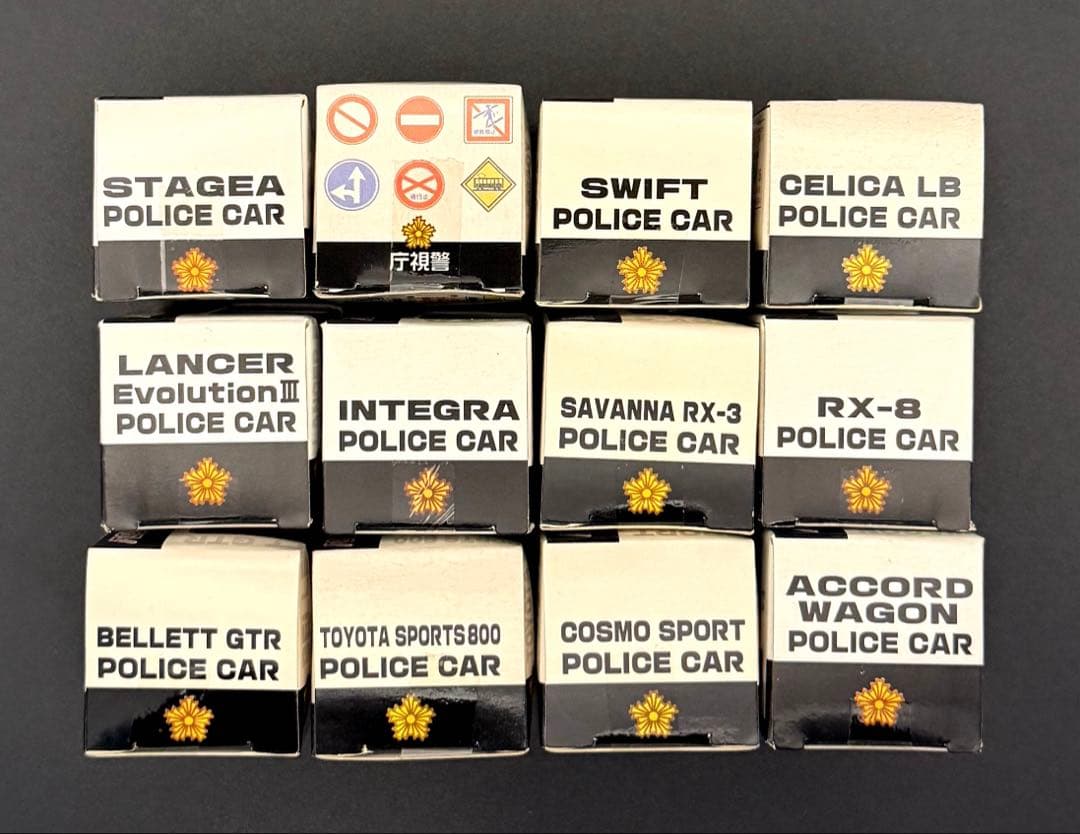 STAGEA
POLICE CAR
庁視警
SWIFT
POLICE CAR
CELICA LB
POLICE CAR
LANCER
EvolutionⅢ
POLICE CAR
INTEGRA
POLICE CAR
SAVANNA RX-3
POLICE CAR
RX-8
POLICE CAR
BELLETT GTR
POLICE CAR
TOYOTA SPORTS800
POLICE CAR
COSMO SPORT
POLICE CAR
ACCORD
WAGON
POLICE CAR